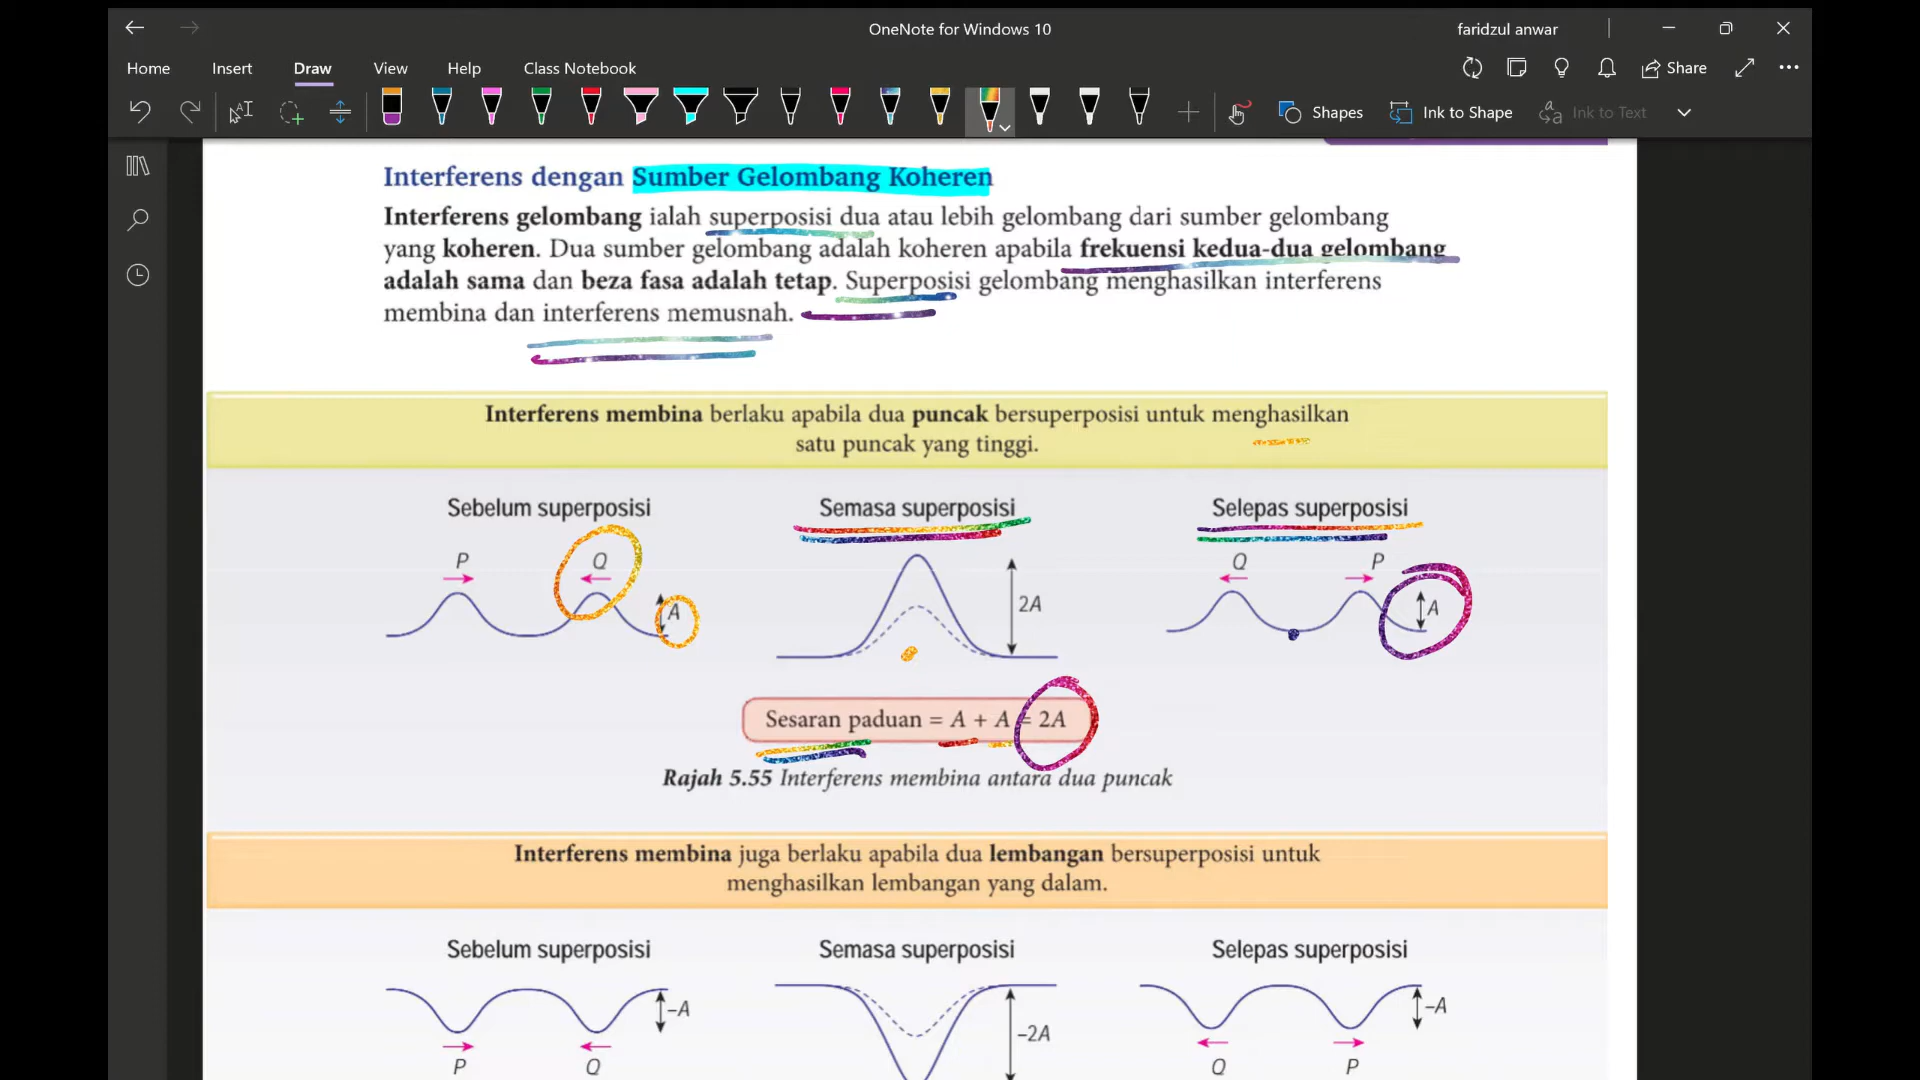 OneNote for Windows 10
faridzul anwar
Home Insert Draw View Help Class Notebook
Share
Shapes Ink to Shape Ink to Text
Interferens dengan Sumber Gelombang Koheren
Interferens gelombang ialah superposisi dua atau lebih gelombang dari sumber gelombang
yang koheren. Dua sumber gelombang adalah koheren apabila frekuensi kedua-dua gelombang
adalah sama dan beza fasa adalah tetap. Superposisi gelombang menghasilkan interferens
membina dan interferens memusnah.
Interferens membina berlaku apabila dua puncak bersuperposisi untuk menghasilkan
satu puncak yang tinggi.
Sebelum superposisi
P
Q
A
Semasa superposisi
2A
Selepas superposisi
Q
P
A
Sesaran paduan = A + A = 2A
Rajah 5.55 Interferens membina antara dua puncak
Interferens membina juga berlaku apabila dua lembangan bersuperposisi untuk
menghasilkan lembangan yang dalam.
Sebelum superposisi
–A
P
Q
Semasa superposisi
–2A
Selepas superposisi
–A
Q
P